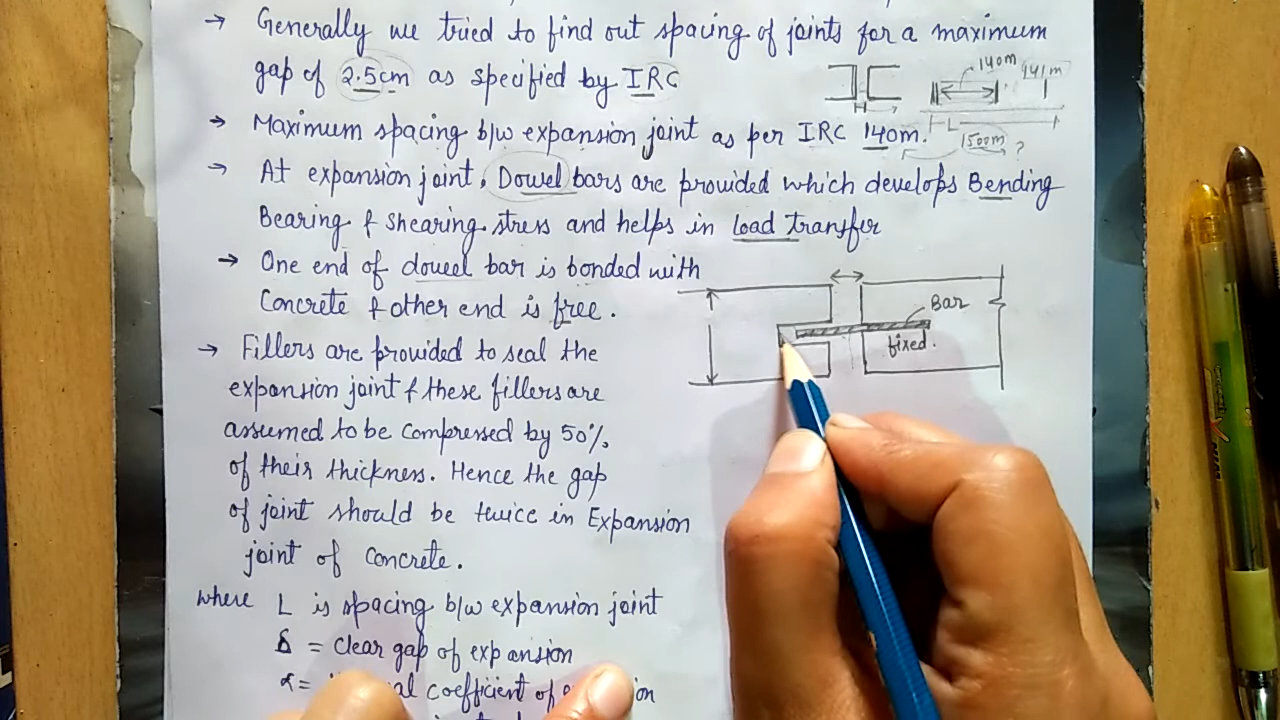 → Generally we tried to find out spacing of joints for a maximum
gap of 2.5cm as specified by IRC
140m 141m
→ Maximum spacing b/w expansion joint as per IRC 140m.
L
1500m ?
→ At expansion joint, Dowel bars are provided which develops Bending
Bearing & shearing stress and helps in load transfer
→ One end of dowel bar is bonded with
Concrete & other end is free.
Bar
fixed.
→ Fillers are provided to seal the
expansion joint & these fillers are
assumed to be compressed by 50%
of their thickness. Hence the gap
of joint should be twice in Expansion
joint of concrete.
where L is spacing b/w expansion joint
δ = clear gap of expansion
α = coefficient of